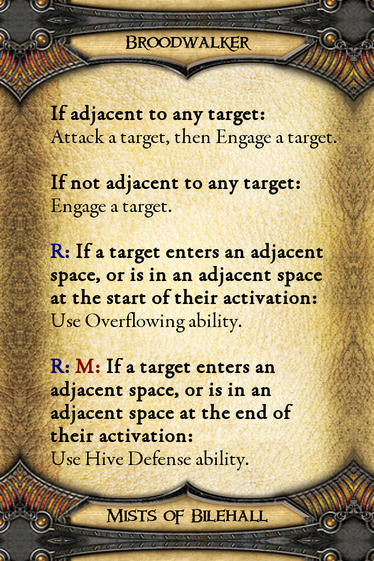 Broodwalker
If adjacent to any target:
Attack a target, then Engage a target.
If not adjacent to any target:
Engage a target.
R: If a target enters an adjacent
space, or is in an adjacent space
at the start of their activation:
Use Overflowing ability.
R: M: If a target enters an
adjacent space, or is in an
adjacent space at the end of
their activation:
Use Hive Defense ability.
Mists of Bilehall